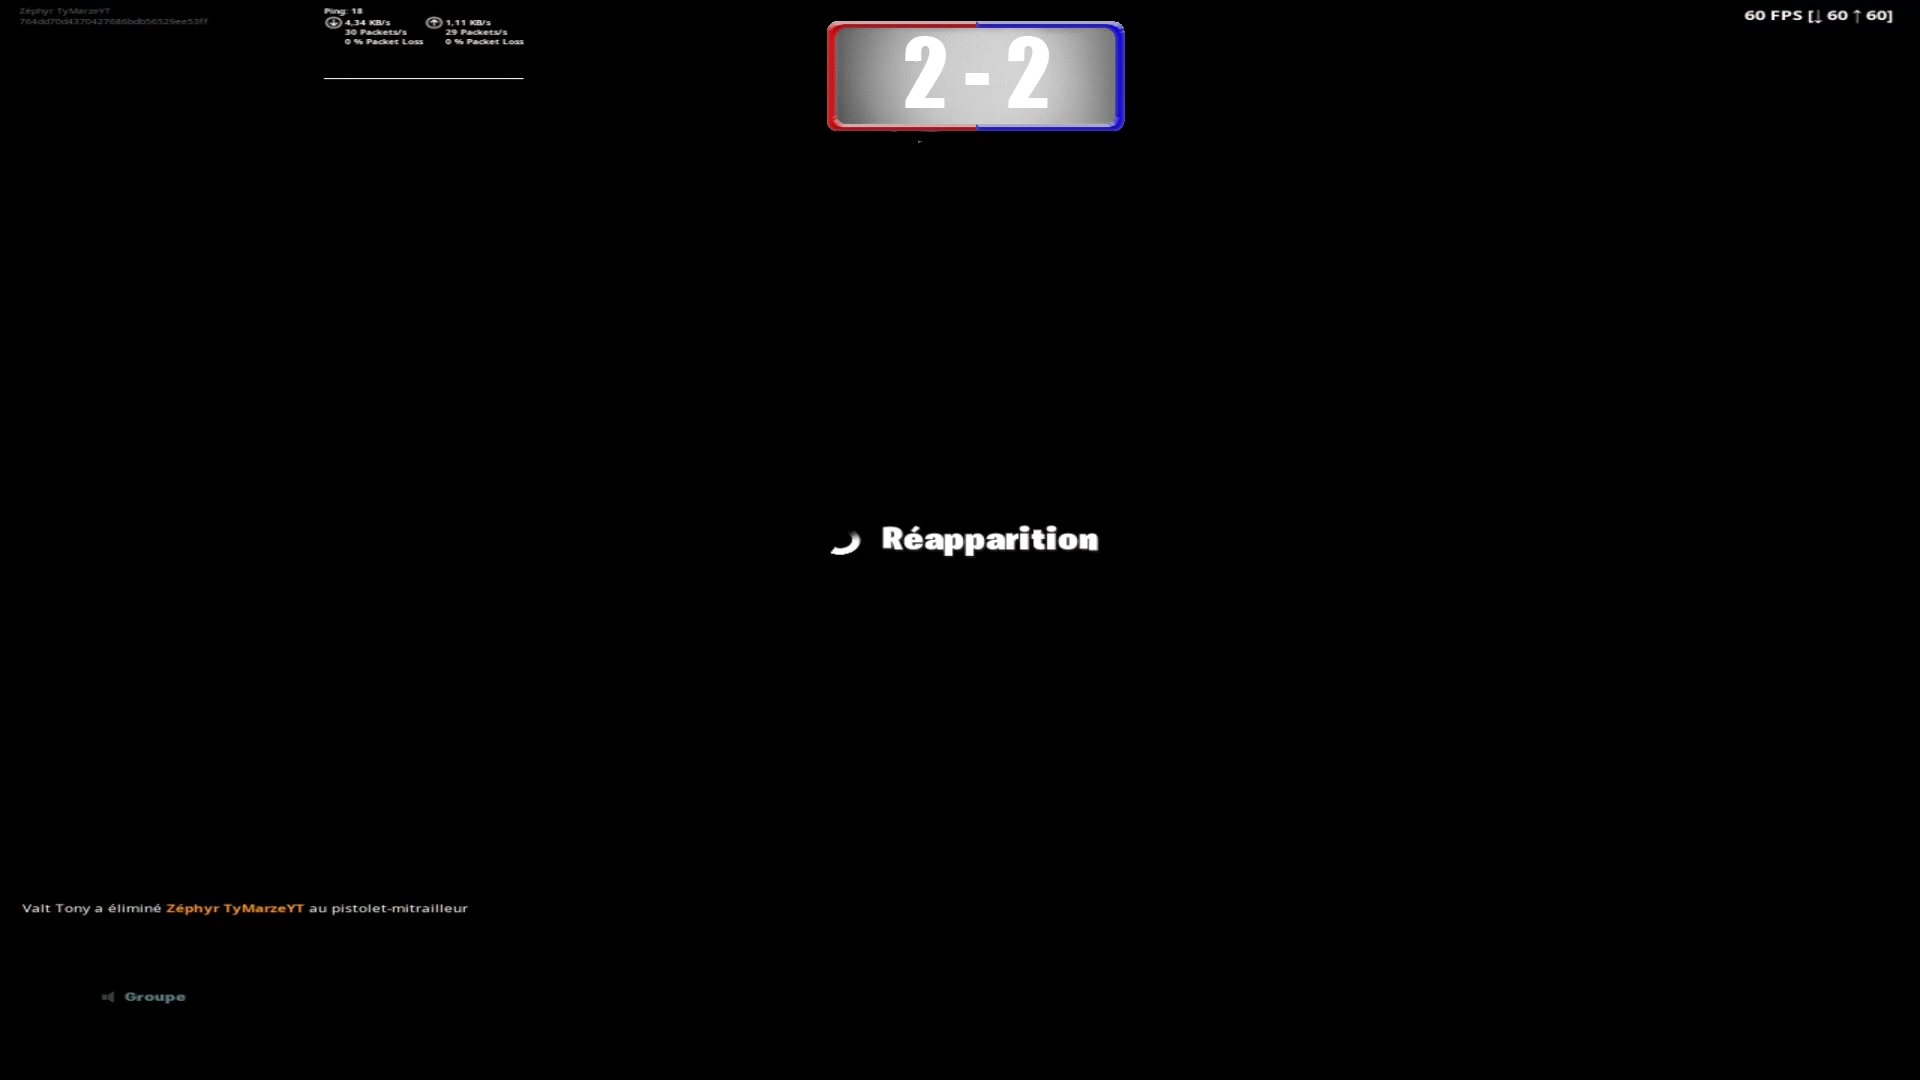 Zéphyr TyMarzeYT
764dd70d4370427686bdb56529ee53ff
Ping: 18
4,34 KB/s 1,11 KB/s
30 Packets/s 29 Packets/s
0 % Packet Loss 0 % Packet Loss
2 - 2
60 FPS [↓ 60 ↑ 60]
Réapparition
Valt Tony a éliminé Zéphyr TyMarzeYT au pistolet-mitrailleur
Groupe